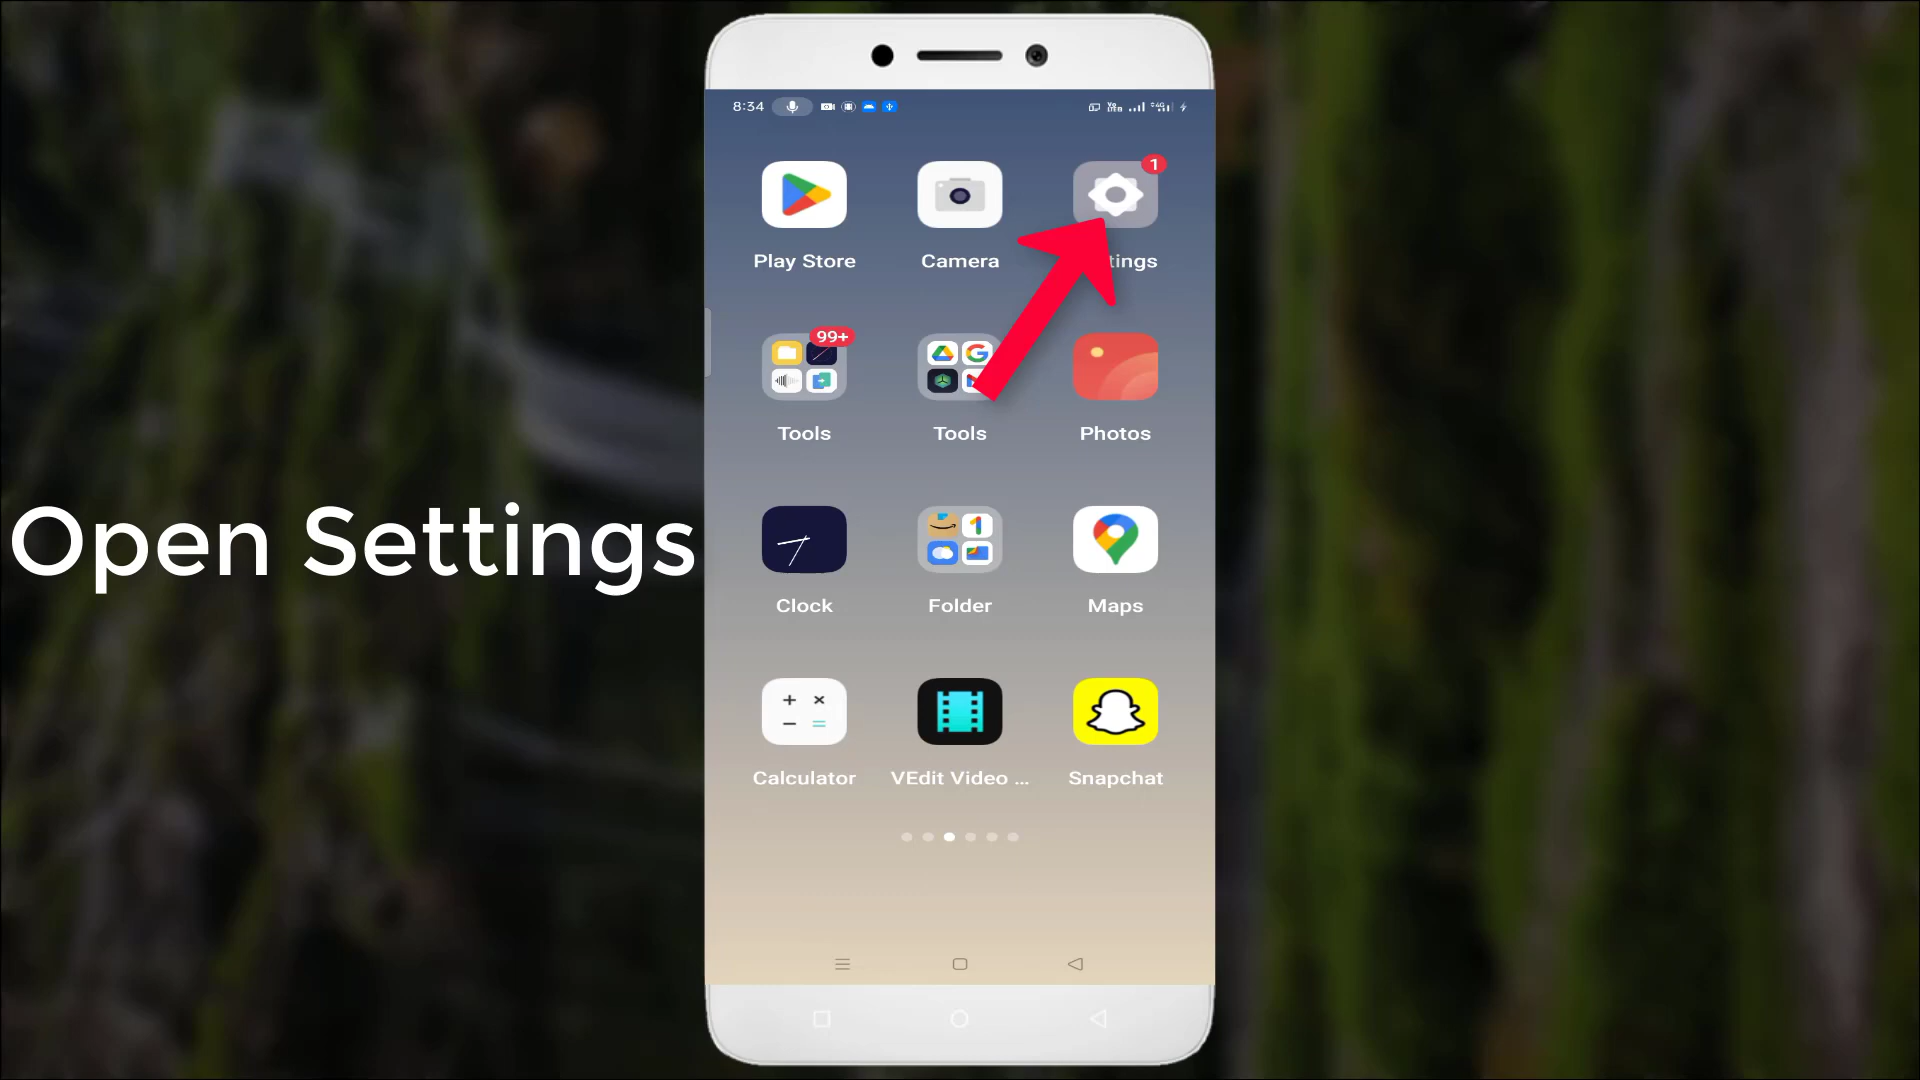 8:34
1
Play Store
Camera
tings
99+
Tools
Tools
Photos
Open Settings
Clock
Folder
Maps
Calculator
VEdit Video ...
Snapchat